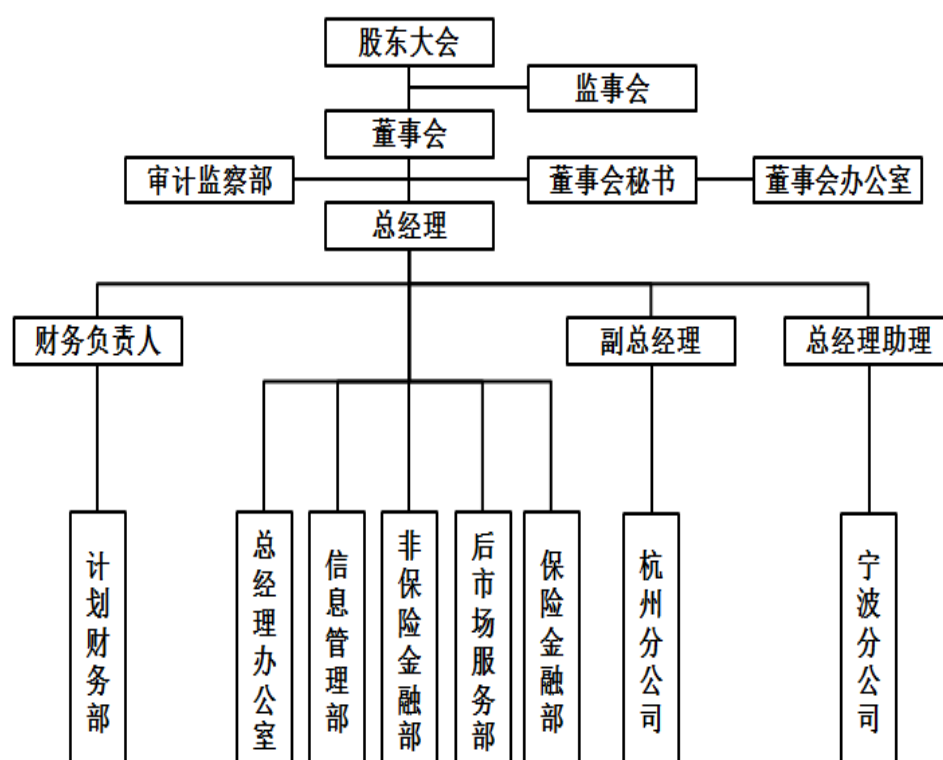 股东大会
监事会
董事会
审计监察部
董事会秘书
董事会办公室
总经理
财务负责人
副总经理
总经理助理
计划财务部
总经理办公室
信息管理部
非保险金融部
后市场服务部
保险金融部
杭州分公司
宁波分公司